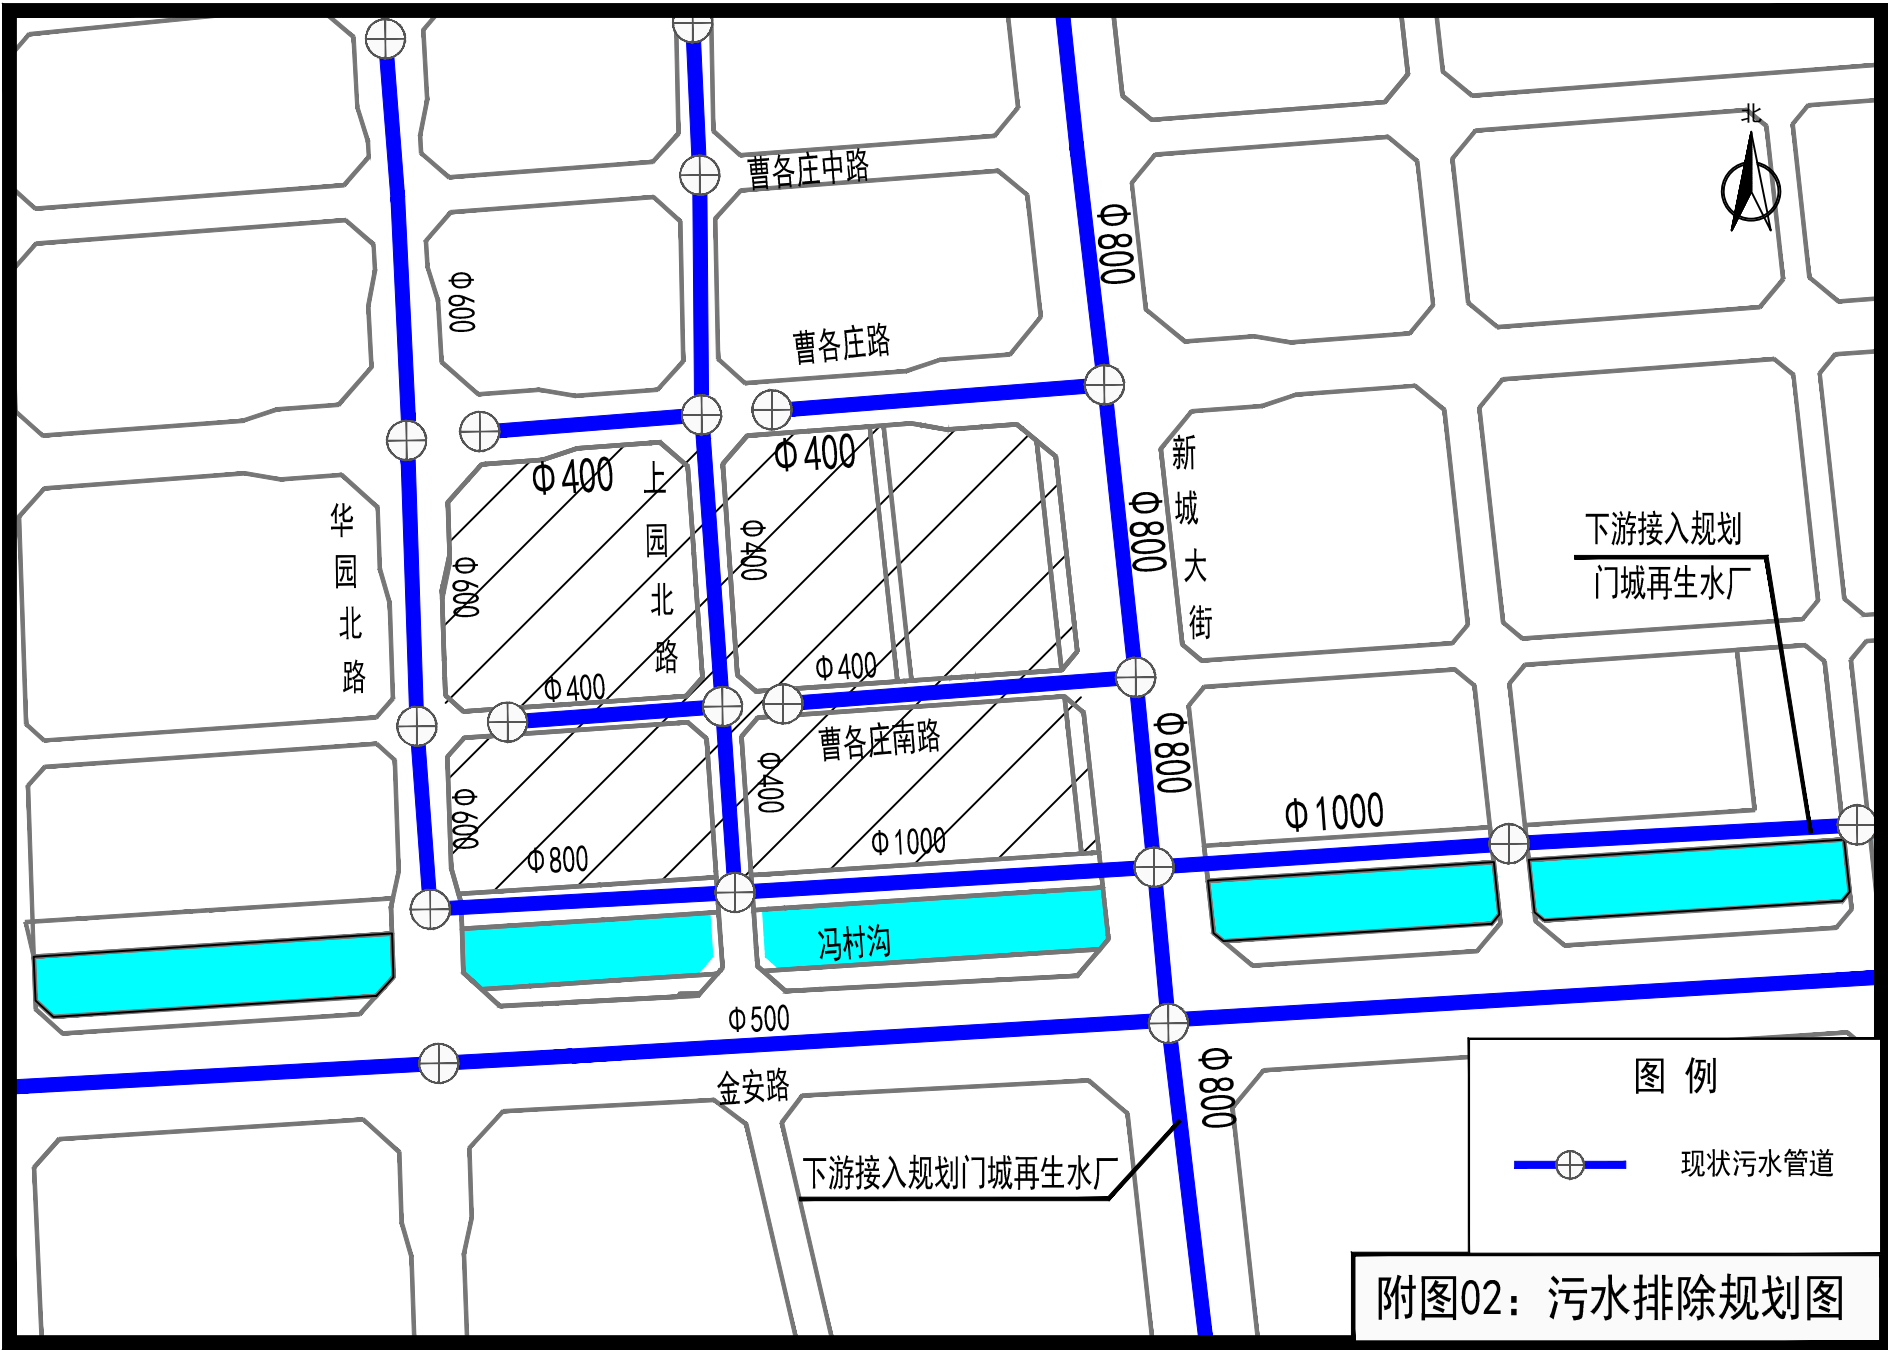 北
曹各庄中路
Φ800
Φ600
曹各庄路
Φ400
Φ400
上园北路
新城大街
华园北路
Φ400
Φ800
Φ600
下游接入规划
门城再生水厂
Φ400
Φ400
曹各庄南路
Φ800
Φ400
Φ600
Φ800
Φ1000
Φ1000
冯村沟
Φ500
金安路
Φ800
下游接入规划门城再生水厂
图 例
现状污水管道
附图02：污水排除规划图